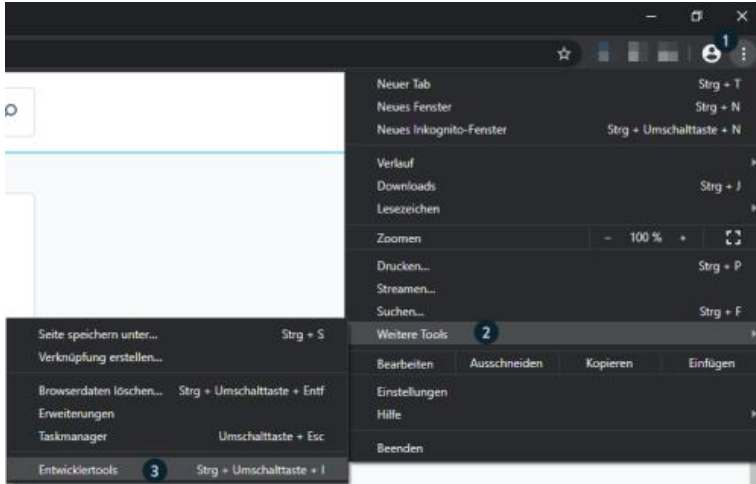 1
Neuer Tab Strg + T
Neues Fenster Strg + N
Neues Inkognito-Fenster Strg + Umschalttaste + N
Verlauf
Downloads Strg + J
Lesezeichen
Zoomen - 100 % +
Drucken... Strg + P
Streamen...
Suchen... Strg + F
Weitere Tools 2
Bearbeiten Ausschneiden Kopieren Einfügen
Einstellungen
Hilfe
Beenden
Seite speichern unter... Strg + S
Verknüpfung erstellen...
Browserdaten löschen... Strg + Umschalttaste + Entf
Erweiterungen
Taskmanager Umschalttaste + Esc
Entwicklertools 3 Strg + Umschalttaste + I